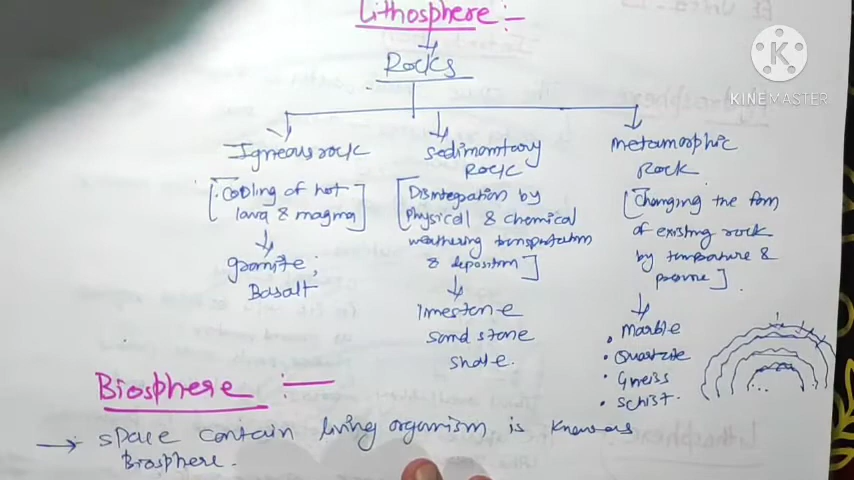 Lithosphere :-
Rocks
Igneous rock
[Cooling of hot
lava & magma]
granite;
Basalt
Sedimomtary
Rock
[Disintegration by
Physical & chemical
weathering transportation
& deposition]
limestone
Sand stone
Shale.
metamorphic
Rock
[Changing the form
of existing rock
by temperature &
pressure].
• Marble
• Quartzite
• Gneiss
• Schist.
Biosphere :-
→ space contain living organism is known as
Biosphere.
KINEMASTER